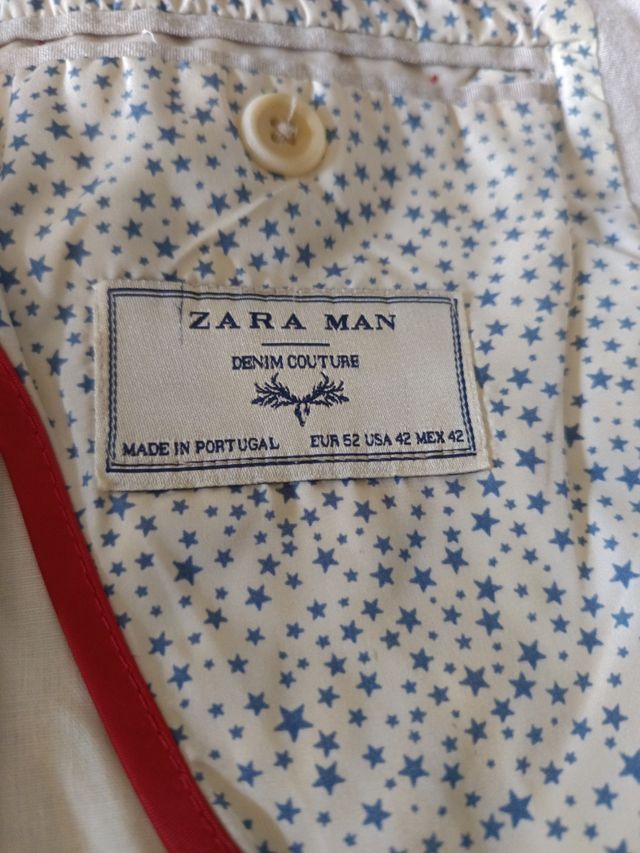 ZARA MAN
DENIM COUTURE
MADE IN PORTUGAL EUR 52 USA 42 MEX 42